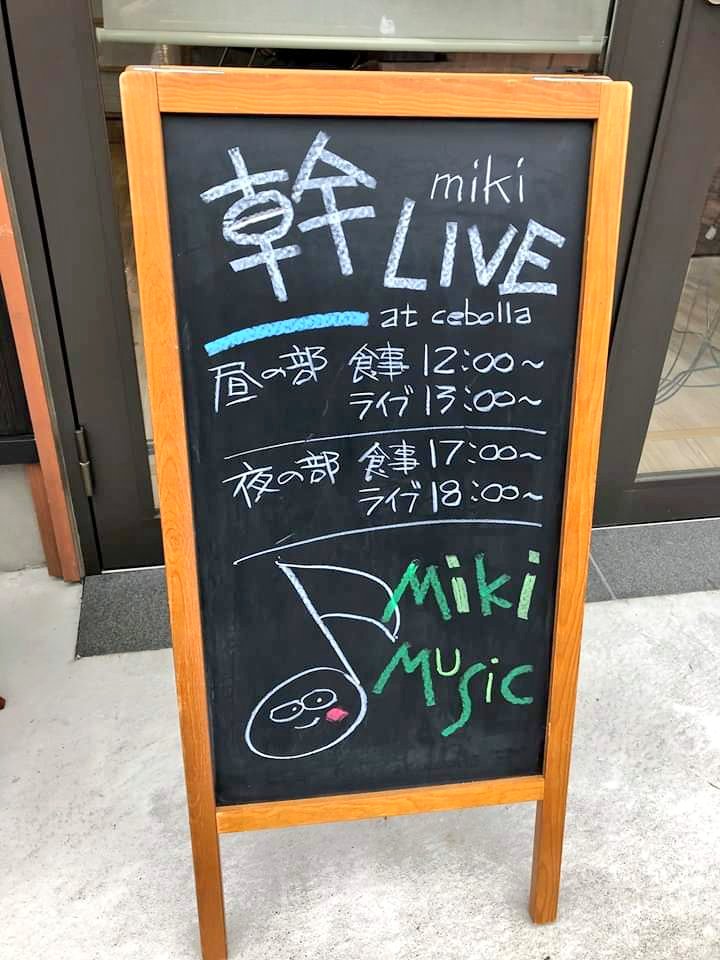 幹 miki
LIVE
at cebolla
昼の部 食事 12:00~
ライブ 13:00~
夜の部 食事 17:00~
ライブ 18:00~
Miki
Music